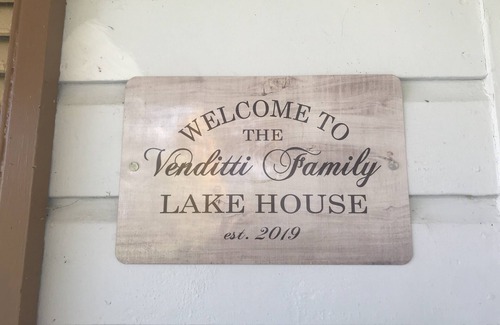 WELCOME TO
THE
Venditti Family
LAKE HOUSE
est. 2019